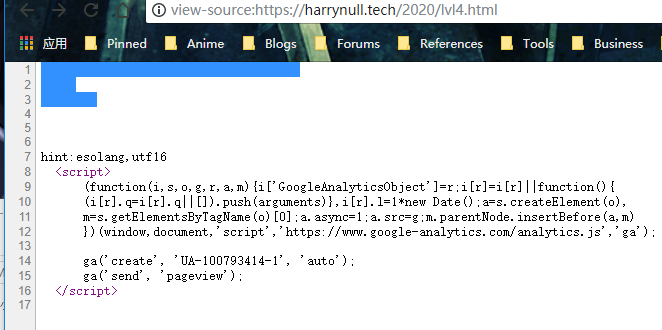 view-source:https://harrynull.tech/2020/lvl4.html
应用 Pinned Anime Blogs Forum References Tools Business
1
2
3
4
5
6
7 hint:esolang,utf16
8 <script>
9 (function(i,s,o,g,r,a,m){i['GoogleAnalyticsObject']=r;i[r]=i[r]||function(){
10 (i[r].q=i[r].q||[]).push(arguments)},i[r].l=1*new Date();a=s.createElement(o),
11 m=s.getElementsByTagName(o)[0];a.async=1;a.src=g;m.parentNode.insertBefore(a,m)
12 })(window,document,'script','https://www.google-analytics.com/analytics.js','ga');
13
14 ga('create', 'UA-100793414-1', 'auto');
15 ga('send', 'pageview');
16 </script>
17